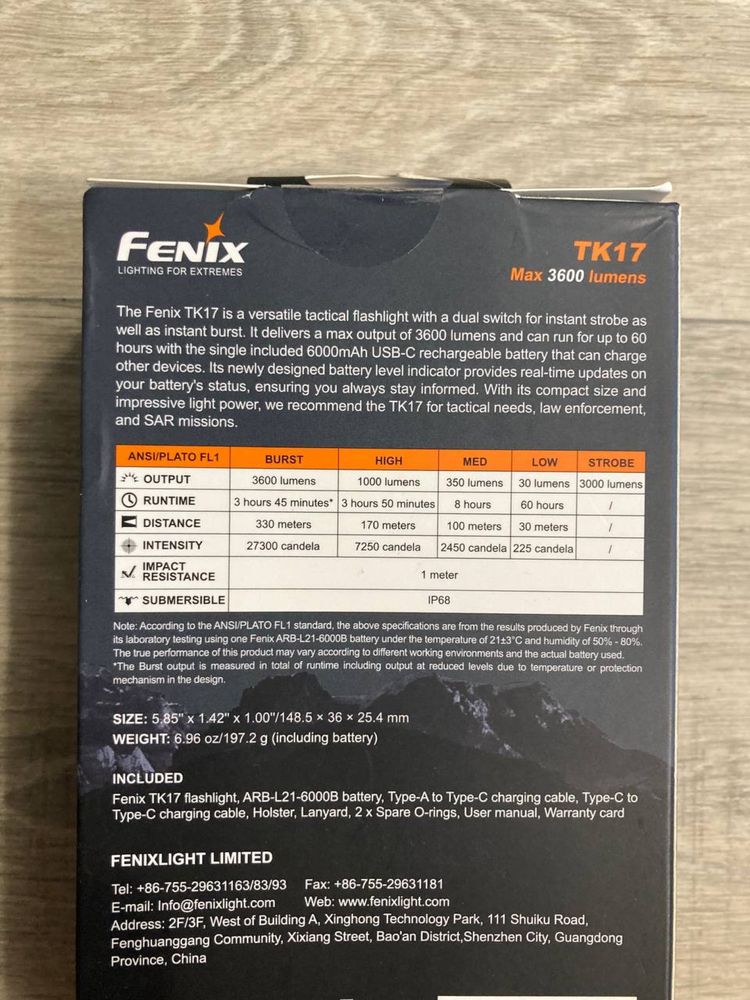 FENIX
LIGHTING FOR EXTREMES
TK17
Max 3600 lumens
The Fenix TK17 is a versatile tactical flashlight with a dual switch for instant strobe as
well as instant burst. It delivers a max output of 3600 lumens and can run for up to 60
hours with the single included 6000mAh USB-C rechargeable battery that can charge
other devices. Its newly designed battery level indicator provides real-time updates on
your battery's status, ensuring you always stay informed. With its compact size and
impressive light power, we recommend the TK17 for tactical needs, law enforcement,
and SAR missions.
ANSI/PLATO FL1 BURST HIGH MED LOW STROBE
OUTPUT 3600 lumens 1000 lumens 350 lumens 30 lumens 3000 lumens
RUNTIME 3 hours 45 minutes* 3 hours 50 minutes 8 hours 60 hours /
DISTANCE 330 meters 170 meters 100 meters 30 meters /
INTENSITY 27300 candela 7250 candela 2450 candela 225 candela /
IMPACT
RESISTANCE 1 meter
SUBMERSIBLE IP68
Note: According to the ANSI/PLATO FL1 standard, the above specifications are from the results produced by Fenix through
its laboratory testing using one Fenix ARB-L21-6000B battery under the temperature of 21±3°C and humidity of 50% - 80%.
The true performance of this product may vary according to different working environments and the actual battery used.
*The Burst output is measured in total of runtime including output at reduced levels due to temperature or protection
mechanism in the design.
SIZE: 5.85" x 1.42" x 1.00"/148.5 × 36 × 25.4 mm
WEIGHT: 6.96 oz/197.2 g (including battery)
INCLUDED
Fenix TK17 flashlight, ARB-L21-6000B battery, Type-A to Type-C charging cable, Type-C to
Type-C charging cable, Holster, Lanyard, 2 x Spare O-rings, User manual, Warranty card
FENIXLIGHT LIMITED
Tel: +86-755-29631163/83/93 Fax: +86-755-29631181
E-mail: Info@fenixlight.com Web: www.fenixlight.com
Address: 2F/3F, West of Building A, Xinghong Technology Park, 111 Shuiku Road,
Fenghuanggang Community, Xixiang Street, Bao'an District,Shenzhen City, Guangdong
Province, China